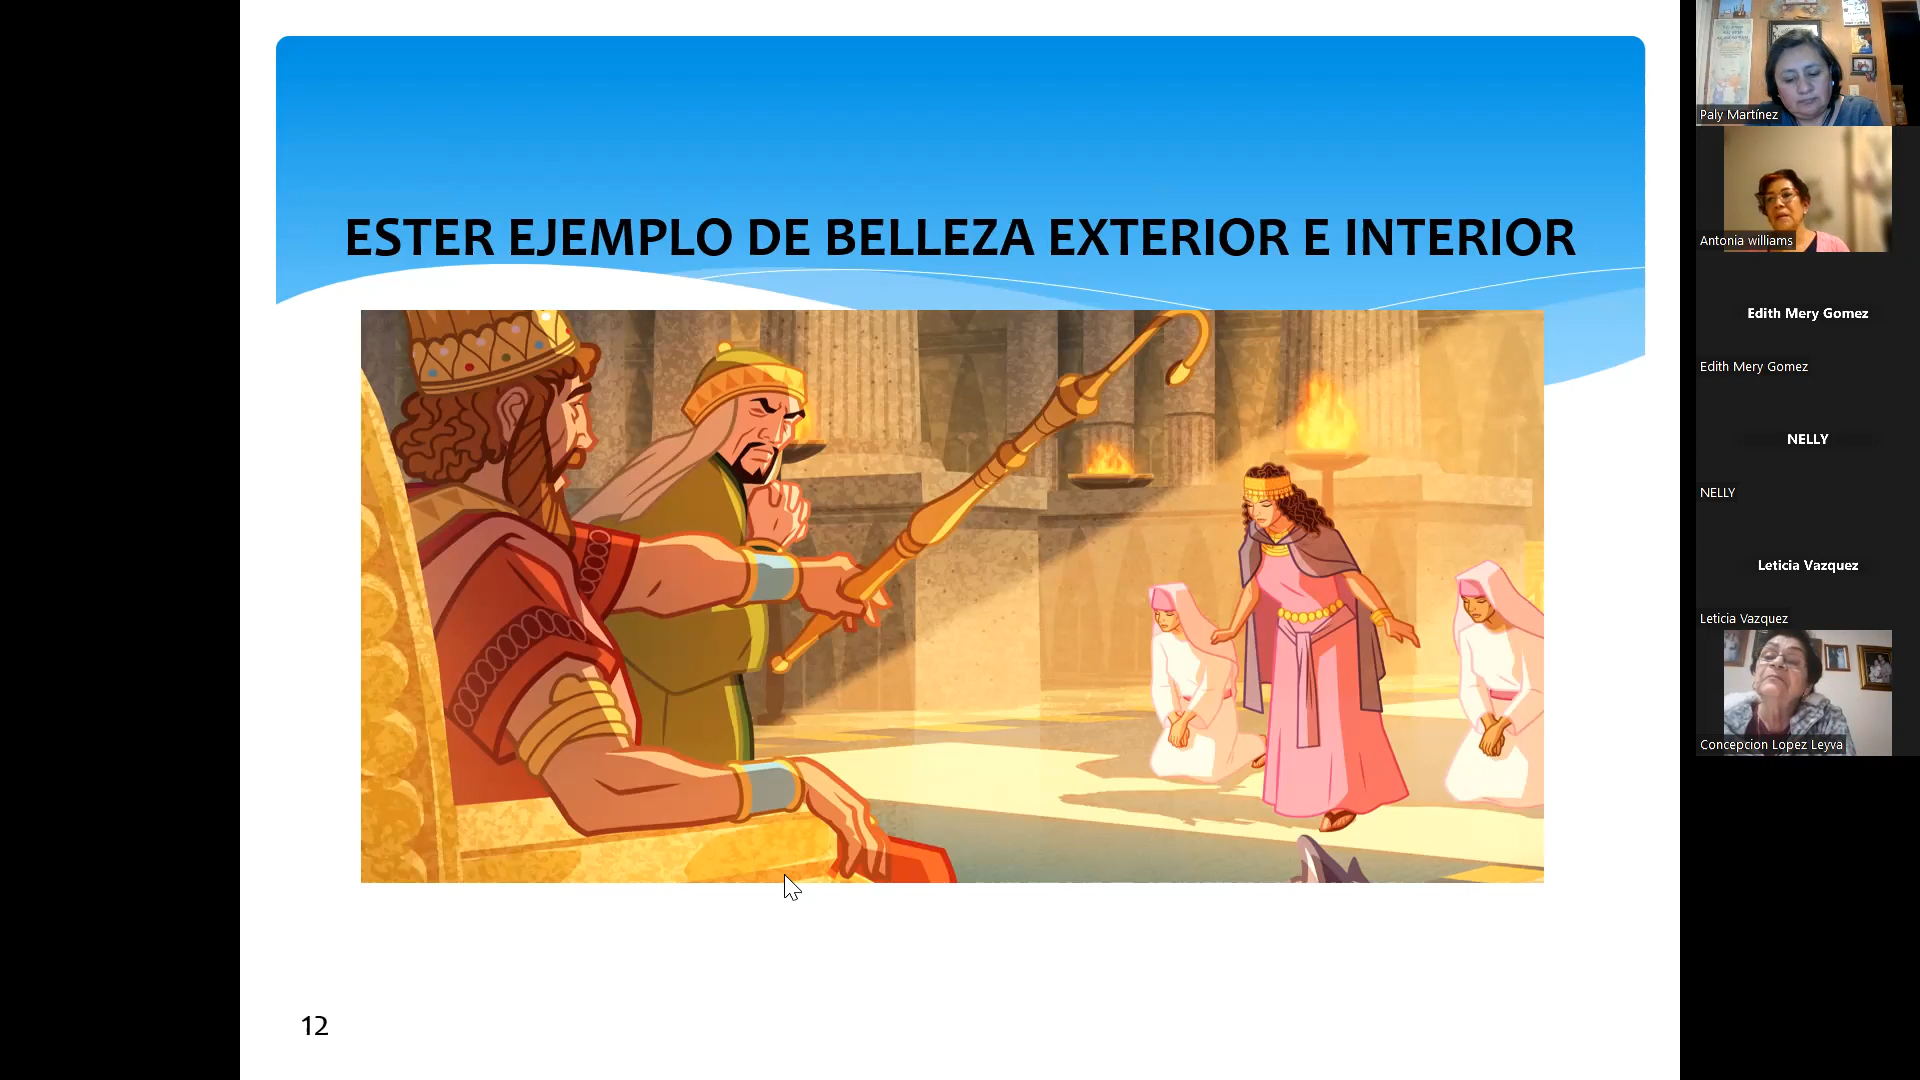 ESTER EJEMPLO DE BELLEZA EXTERIOR E INTERIOR
12
Paly Martínez
Antonia williams
Edith Mery Gomez
Edith Mery Gomez
NELLY
NELLY
Leticia Vazquez
Leticia Vazquez
Concepcion Lopez Leyva